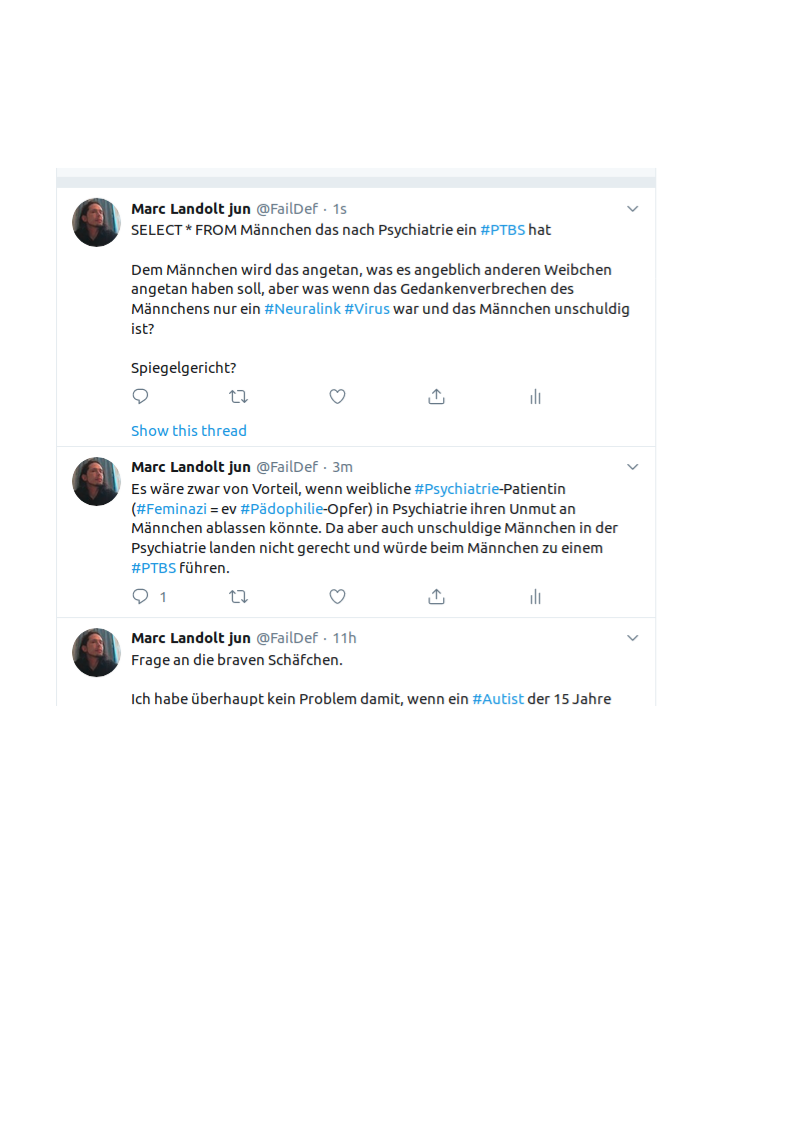 Marc Landolt jun @FailDef · 1s
SELECT * FROM Männchen das nach Psychiatrie ein #PTBS hat
Dem Männchen wird das angetan, was es angeblich anderen Weibchen
angetan haben soll, aber was wenn das Gedankenverbrechen des
Männchens nur ein #Neuralink #Virus war und das Männchen unschuldig
ist?
Spiegelgericht?
Show this thread
Marc Landolt jun @FailDef · 3m
Es wäre zwar von Vorteil, wenn weibliche #Psychiatrie-Patientin
(#Feminazi = ev #Pädophilie-Opfer) in Psychiatrie ihren Unmut an
Männchen ablassen könnte. Da aber auch unschuldige Männchen in der
Psychiatrie landen nicht gerecht und würde beim Männchen zu einem
#PTBS führen.
1
Marc Landolt jun @FailDef · 11h
Frage an die braven Schäfchen.
Ich habe überhaupt kein Problem damit, wenn ein #Autist der 15 Jahre